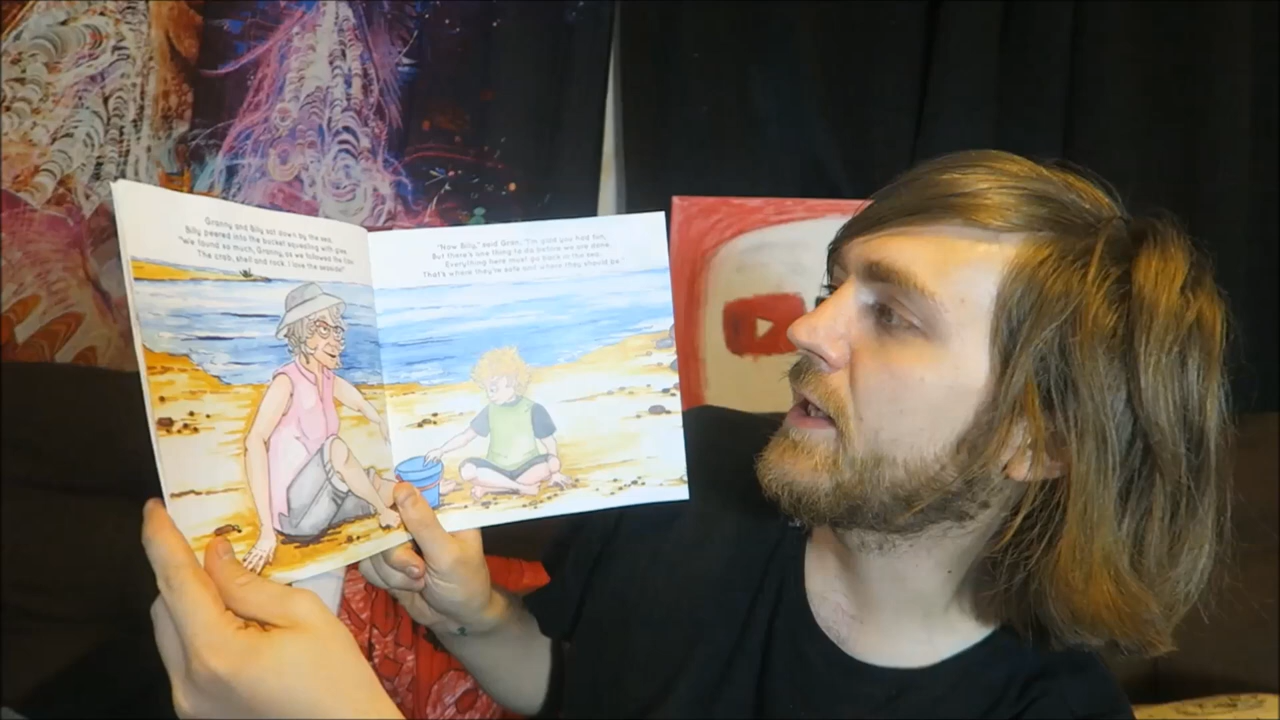 Granny and Billy sat down by the sea.
Billy peered into the bucket squealing with glee.
"We found so much, Granny, as we followed the
The crab, shell and rock. I love the seaside!"
"Now Billy," said Gran, "I'm glad you had fun,
But there's one thing to do before we are done.
Everything here must go back in the sea.
That's where they're safe and where they should be."